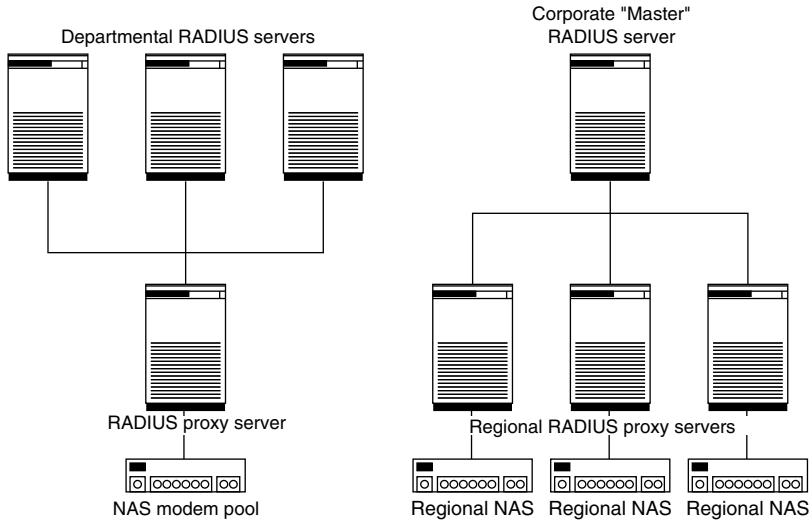 Departmental RADIUS servers
Corporate "Master"
RADIUS server
RADIUS proxy server
Regional RADIUS proxy servers
NAS modem pool
Regional NAS
Regional NAS
Regional NAS